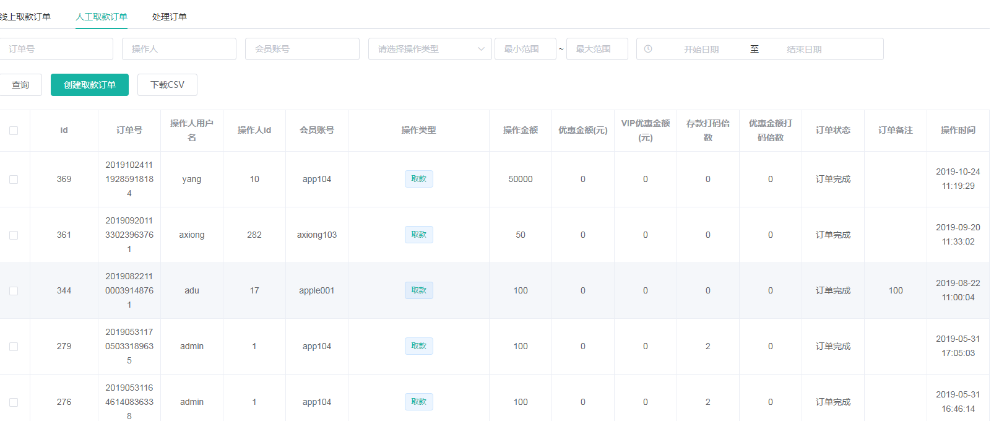 线上取款订单 人工取款订单 处理订单
订单号 操作人 会员账号 请选择操作类型 最小范围 ~ 最大范围 开始日期 至 结束日期
查询 创建取款订单 下载CSV
id 订单号 操作人用户名 操作人id 会员账号 操作类型 操作金额 优惠金额(元) VIP优惠金额(元) 存款打码倍数 优惠金额打码倍数 订单状态 订单备注 操作时间
369 201910241119285918184 yang 10 app104 取款 50000 0 0 0 0 订单完成 2019-10-24 11:19:29
361 201909201133023963761 axiong 282 axiong103 取款 50 0 0 0 0 订单完成 2019-09-20 11:33:02
344 201908221100039148761 adu 17 apple001 取款 100 0 0 0 0 订单完成 100 2019-08-22 11:00:04
279 201905311705033189635 admin 1 app104 取款 100 0 0 2 0 订单完成 2019-05-31 17:05:03
276 201905311646140836338 admin 1 app104 取款 100 0 0 2 0 订单完成 2019-05-31 16:46:14